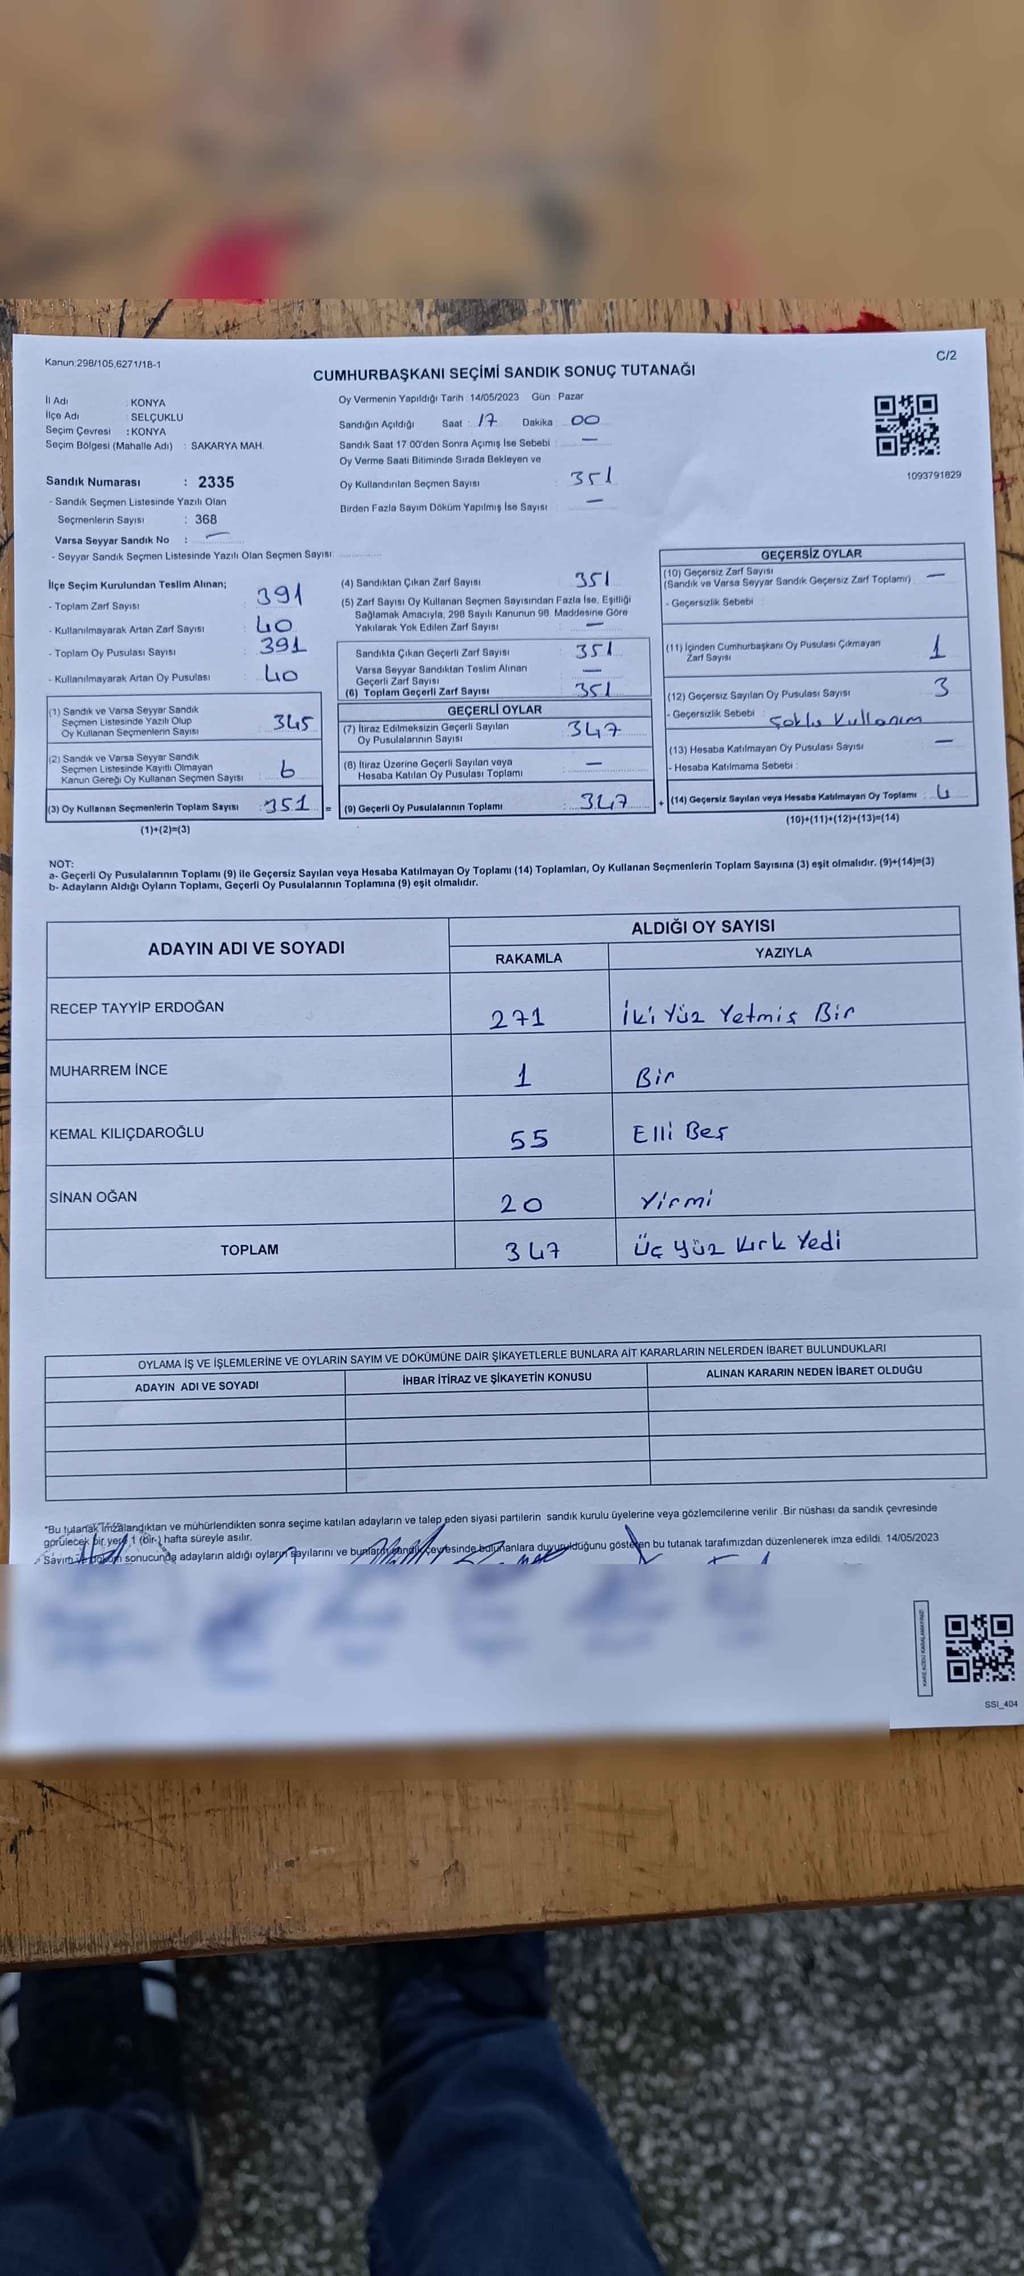 Kanun:298/105,6271/18-1
C/2
CUMHURBAŞKANI SEÇİMİ SANDIK SONUÇ TUTANAĞI
İl Adı : KONYA
İlçe Adı : SELÇUKLU
Seçim Çevresi : KONYA
Seçim Bölgesi (Mahalle Adı) : SAKARYA MAH.
Sandık Numarası : 2335
- Sandık Seçmen Listesinde Yazılı Olan
Seçmenlerin Sayısı : 368
Varsa Seyyar Sandık No : —
- Seyyar Sandık Seçmen Listesinde Yazılı Olan Seçmen Sayısı
Oy Vermenin Yapıldığı Tarih : 14/05/2023 Gün : Pazar
Sandığın Açıldığı Saat : 17 Dakika 00
Sandık Saat 17 00'den Sonra Açımış İse Sebebi : —
Oy Verme Saati Bitiminde Sırada Bekleyen ve
Oy Kullandırılan Seçmen Sayısı : 351
Birden Fazla Sayım Döküm Yapılmış İse Sayısı : —
1093791829
İlçe Seçim Kurulundan Teslim Alınan;
- Toplam Zarf Sayısı : 391
- Kullanılmayarak Artan Zarf Sayısı : 40
- Toplam Oy Pusulası Sayısı : 391
- Kullanılmayarak Artan Oy Pusulası : 40
(1) Sandık ve Varsa Seyyar Sandık
Seçmen Listesinde Yazılı Olup
Oy Kullanan Seçmenlerin Sayısı : 345
(2) Sandık ve Varsa Seyyar Sandık
Seçmen Listesinde Kayıtlı Olmayan
Kanun Gereği Oy Kullanan Seçmen Sayısı : 6
(3) Oy Kullanan Seçmenlerin Toplam Sayısı : 351 =
(1)+(2)=(3)
(4) Sandıktan Çıkan Zarf Sayısı : 351
(5) Zarf Sayısı Oy Kullanan Seçmen Sayısından Fazla İse, Eşitliği
Sağlamak Amacıyla, 298 Sayılı Kanunun 98. Maddesine Göre
Yakılarak Yok Edilen Zarf Sayısı : —
Sandıkta Çıkan Geçerli Zarf Sayısı : 351
Varsa Seyyar Sandıktan Teslim Alınan
Geçerli Zarf Sayısı : —
(6) Toplam Geçerli Zarf Sayısı : 351
GEÇERLİ OYLAR
(7) İtiraz Edilmeksizin Geçerli Sayılan
Oy Pusulalarının Sayısı : 347
(8) İtiraz Üzerine Geçerli Sayılan veya
Hesaba Katılan Oy Pusulası Toplamı : —
(9) Geçerli Oy Pusulalarının Toplamı : 347 +
GEÇERSİZ OYLAR
(10) Geçersiz Zarf Sayısı
(Sandık ve Varsa Seyyar Sandık Geçersiz Zarf Toplamı) —
- Geçersizlik Sebebi :
(11) İçinden Cumhurbaşkanı Oy Pusulası Çıkmayan
Zarf Sayısı : 1
(12) Geçersiz Sayılan Oy Pusulası Sayısı : 3
- Geçersizlik Sebebi : Çoklu Kullanım
(13) Hesaba Katılmayan Oy Pusulası Sayısı : —
- Hesaba Katılmama Sebebi :
(14) Geçersiz Sayılan veya Hesaba Katılmayan Oy Toplamı : 4
(10)+(11)+(12)+(13)=(14)
NOT:
a- Geçerli Oy Pusulalarının Toplamı (9) ile Geçersiz Sayılan veya Hesaba Katılmayan Oy Toplamı (14) Toplamları, Oy Kullanan Seçmenlerin Toplam Sayısına (3) eşit olmalıdır. (9)+(14)=(3)
b- Adayların Aldığı Oyların Toplamı, Geçerli Oy Pusulalarının Toplamına (9) eşit olmalıdır.
ADAYIN ADI VE SOYADI
ALDIĞI OY SAYISI
RAKAMLA YAZIYLA
RECEP TAYYİP ERDOĞAN 271 İki Yüz Yetmiş Bir
MUHARREM İNCE 1 Bir
KEMAL KILIÇDAROĞLU 55 Elli Beş
SİNAN OĞAN 20 Yirmi
TOPLAM 347 Üç Yüz Kırk Yedi
OYLAMA İŞ VE İŞLEMLERİNE VE OYLARIN SAYIM VE DÖKÜMÜNE DAİR ŞİKAYETLERLE BUNLARA AİT KARARLARIN NELERDEN İBARET BULUNDUKLARI
ADAYIN ADI VE SOYADI İHBAR İTİRAZ VE ŞİKAYETİN KONUSU ALINAN KARARIN NEDEN İBARET OLDUĞU
*Bu tutanak imzalandıktan ve mühürlendikten sonra seçime katılan adayların ve talep eden siyasi partilerin sandık kurulu üyelerine veya gözlemcilerine verilir. Bir nüshası da sandık çevresinde
görülecek bir yere 1 (bir) hafta süreyle asılır.
Sayım ve döküm sonucunda adayların aldığı oyların sayılarını ve bunların sandık çevresinde bulunanlara duyurulduğunu gösteren bu tutanak tarafımızdan düzenlenerek imza edildi. 14/05/2023
SSI_404